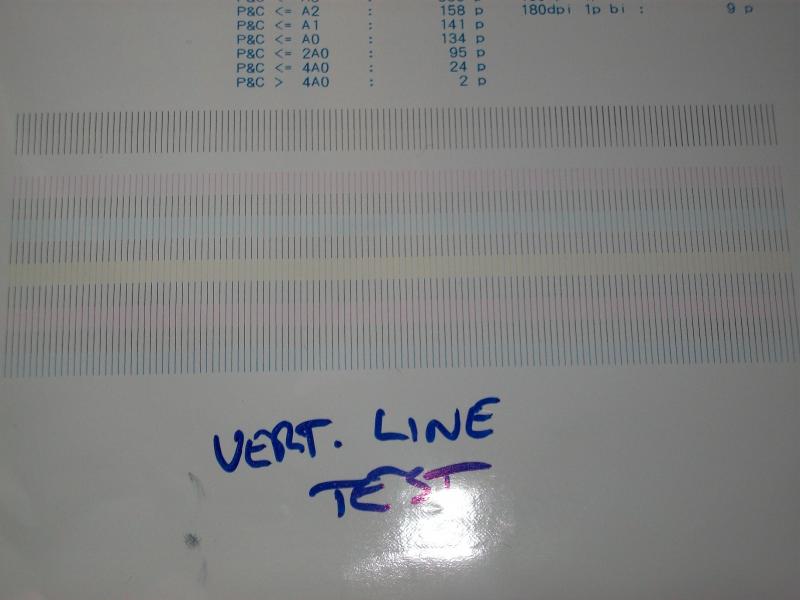 P&C <= A2 : 158 p 180dpi 1p bi : 9 p
P&C <= A1 : 141 p
P&C <= A0 : 134 p
P&C <= 2A0 : 95 p
P&C <= 4A0 : 24 p
P&C > 4A0 : 2 p
VERT. LINE
TEST